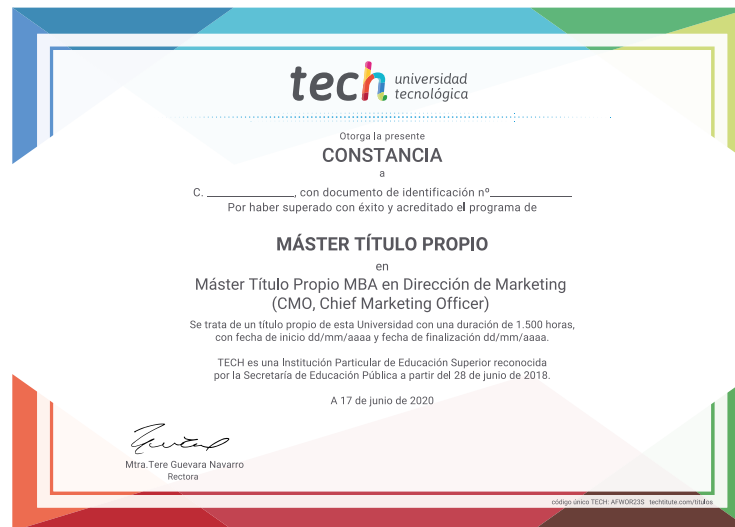 tech universidad
tecnológica
Otorga la presente
CONSTANCIA
a
C. ________________, con documento de identificación nº______________
Por haber superado con éxito y acreditado el programa de
MÁSTER TÍTULO PROPIO
en
Máster Título Propio MBA en Dirección de Marketing
(CMO, Chief Marketing Officer)
Se trata de un título propio de esta Universidad con una duración de 1.500 horas,
con fecha de inicio dd/mm/aaaa y fecha de finalización dd/mm/aaaa.
TECH es una Institución Particular de Educación Superior reconocida
por la Secretaría de Educación Pública a partir del 28 de junio de 2018.
A 17 de junio de 2020
Mtra.Tere Guevara Navarro
Rectora
código único TECH: AFWOR23S techtitute.com/titulos